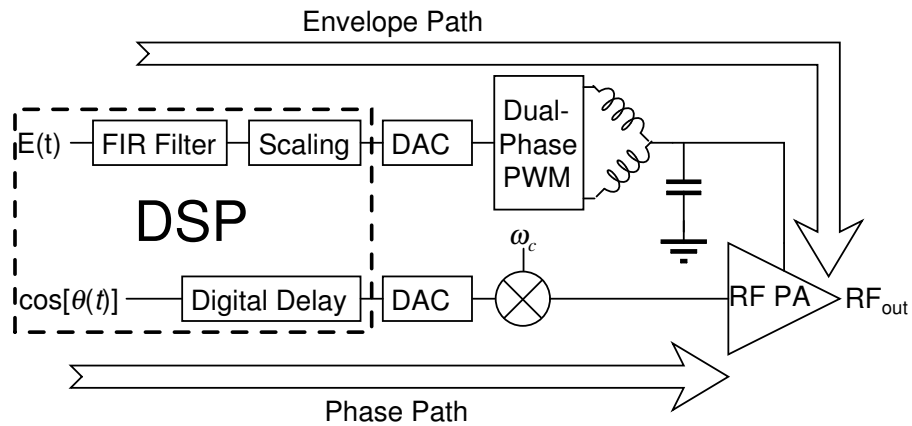 Envelope Path
E(t)
FIR Filter
Scaling
DAC
Dual-
Phase
PWM
DSP
ω_c
cos[θ(t)]
Digital Delay
DAC
RF PA
RF_out
Phase Path